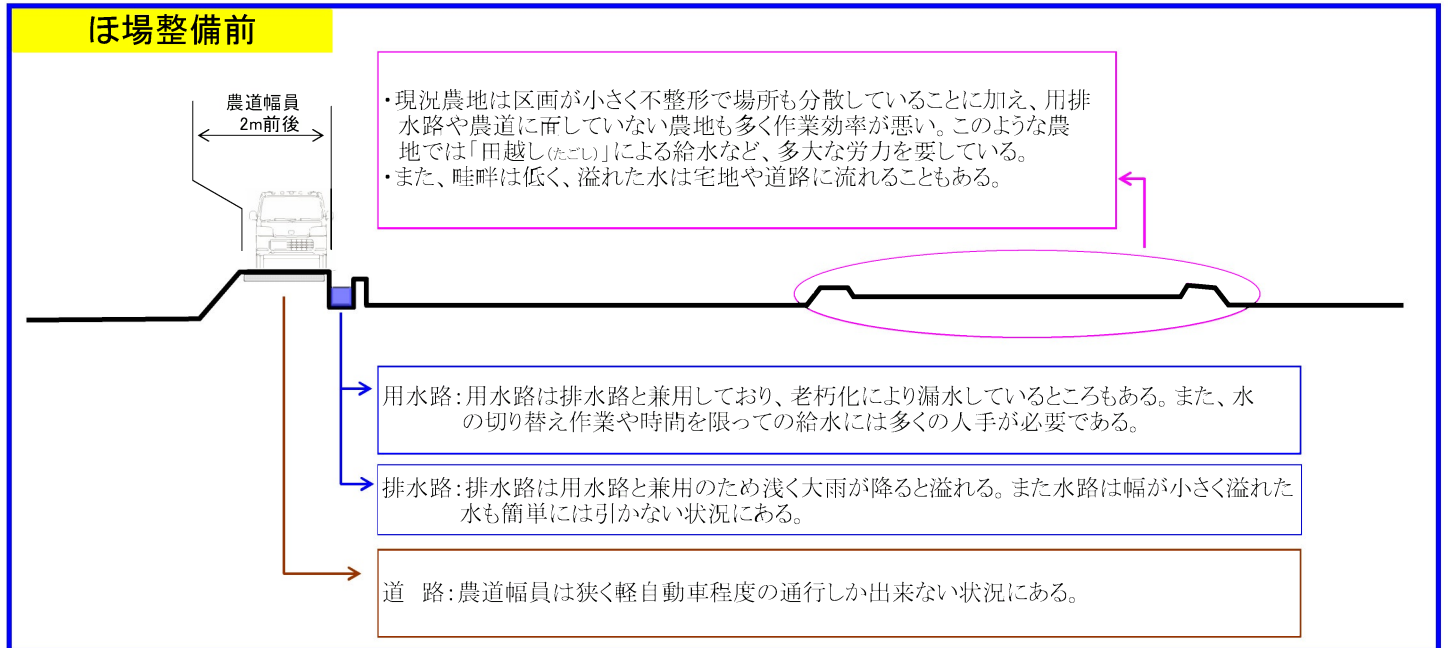 ほ場整備前
農道幅員
2m前後
・現況農地は区画が小さく不整形で場所も分散していることに加え、用排
水路や農道に面していない農地も多く作業効率が悪い。このような農
地では「田越し(たごし)」による給水など、多大な労力を要している。
・また、畦畔は低く、溢れた水は宅地や道路に流れることもある。
用水路：用水路は排水路と兼用しており、老朽化により漏水しているところもある。また、水
の切り替え作業や時間を限っての給水には多くの人手が必要である。
排水路：排水路は用水路と兼用のため浅く大雨が降ると溢れる。また水路は幅が小さく溢れた
水も簡単には引かない状況にある。
道　路：農道幅員は狭く軽自動車程度の通行しか出来ない状況にある。